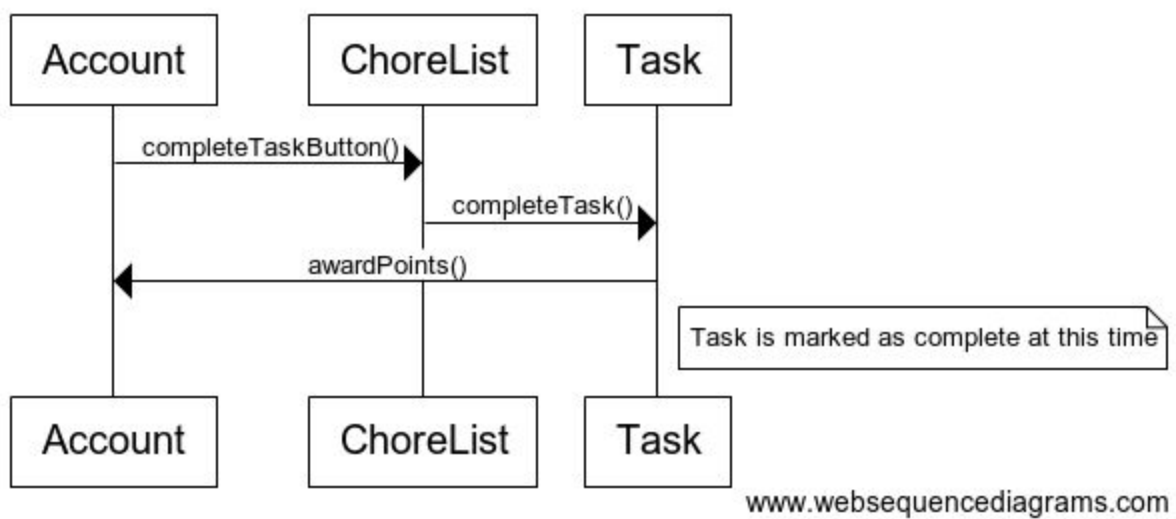 Account
ChoreList
Task
completeTaskButton()
completeTask()
awardPoints()
Task is marked as complete at this time
Account
ChoreList
Task
www.websequencediagrams.com